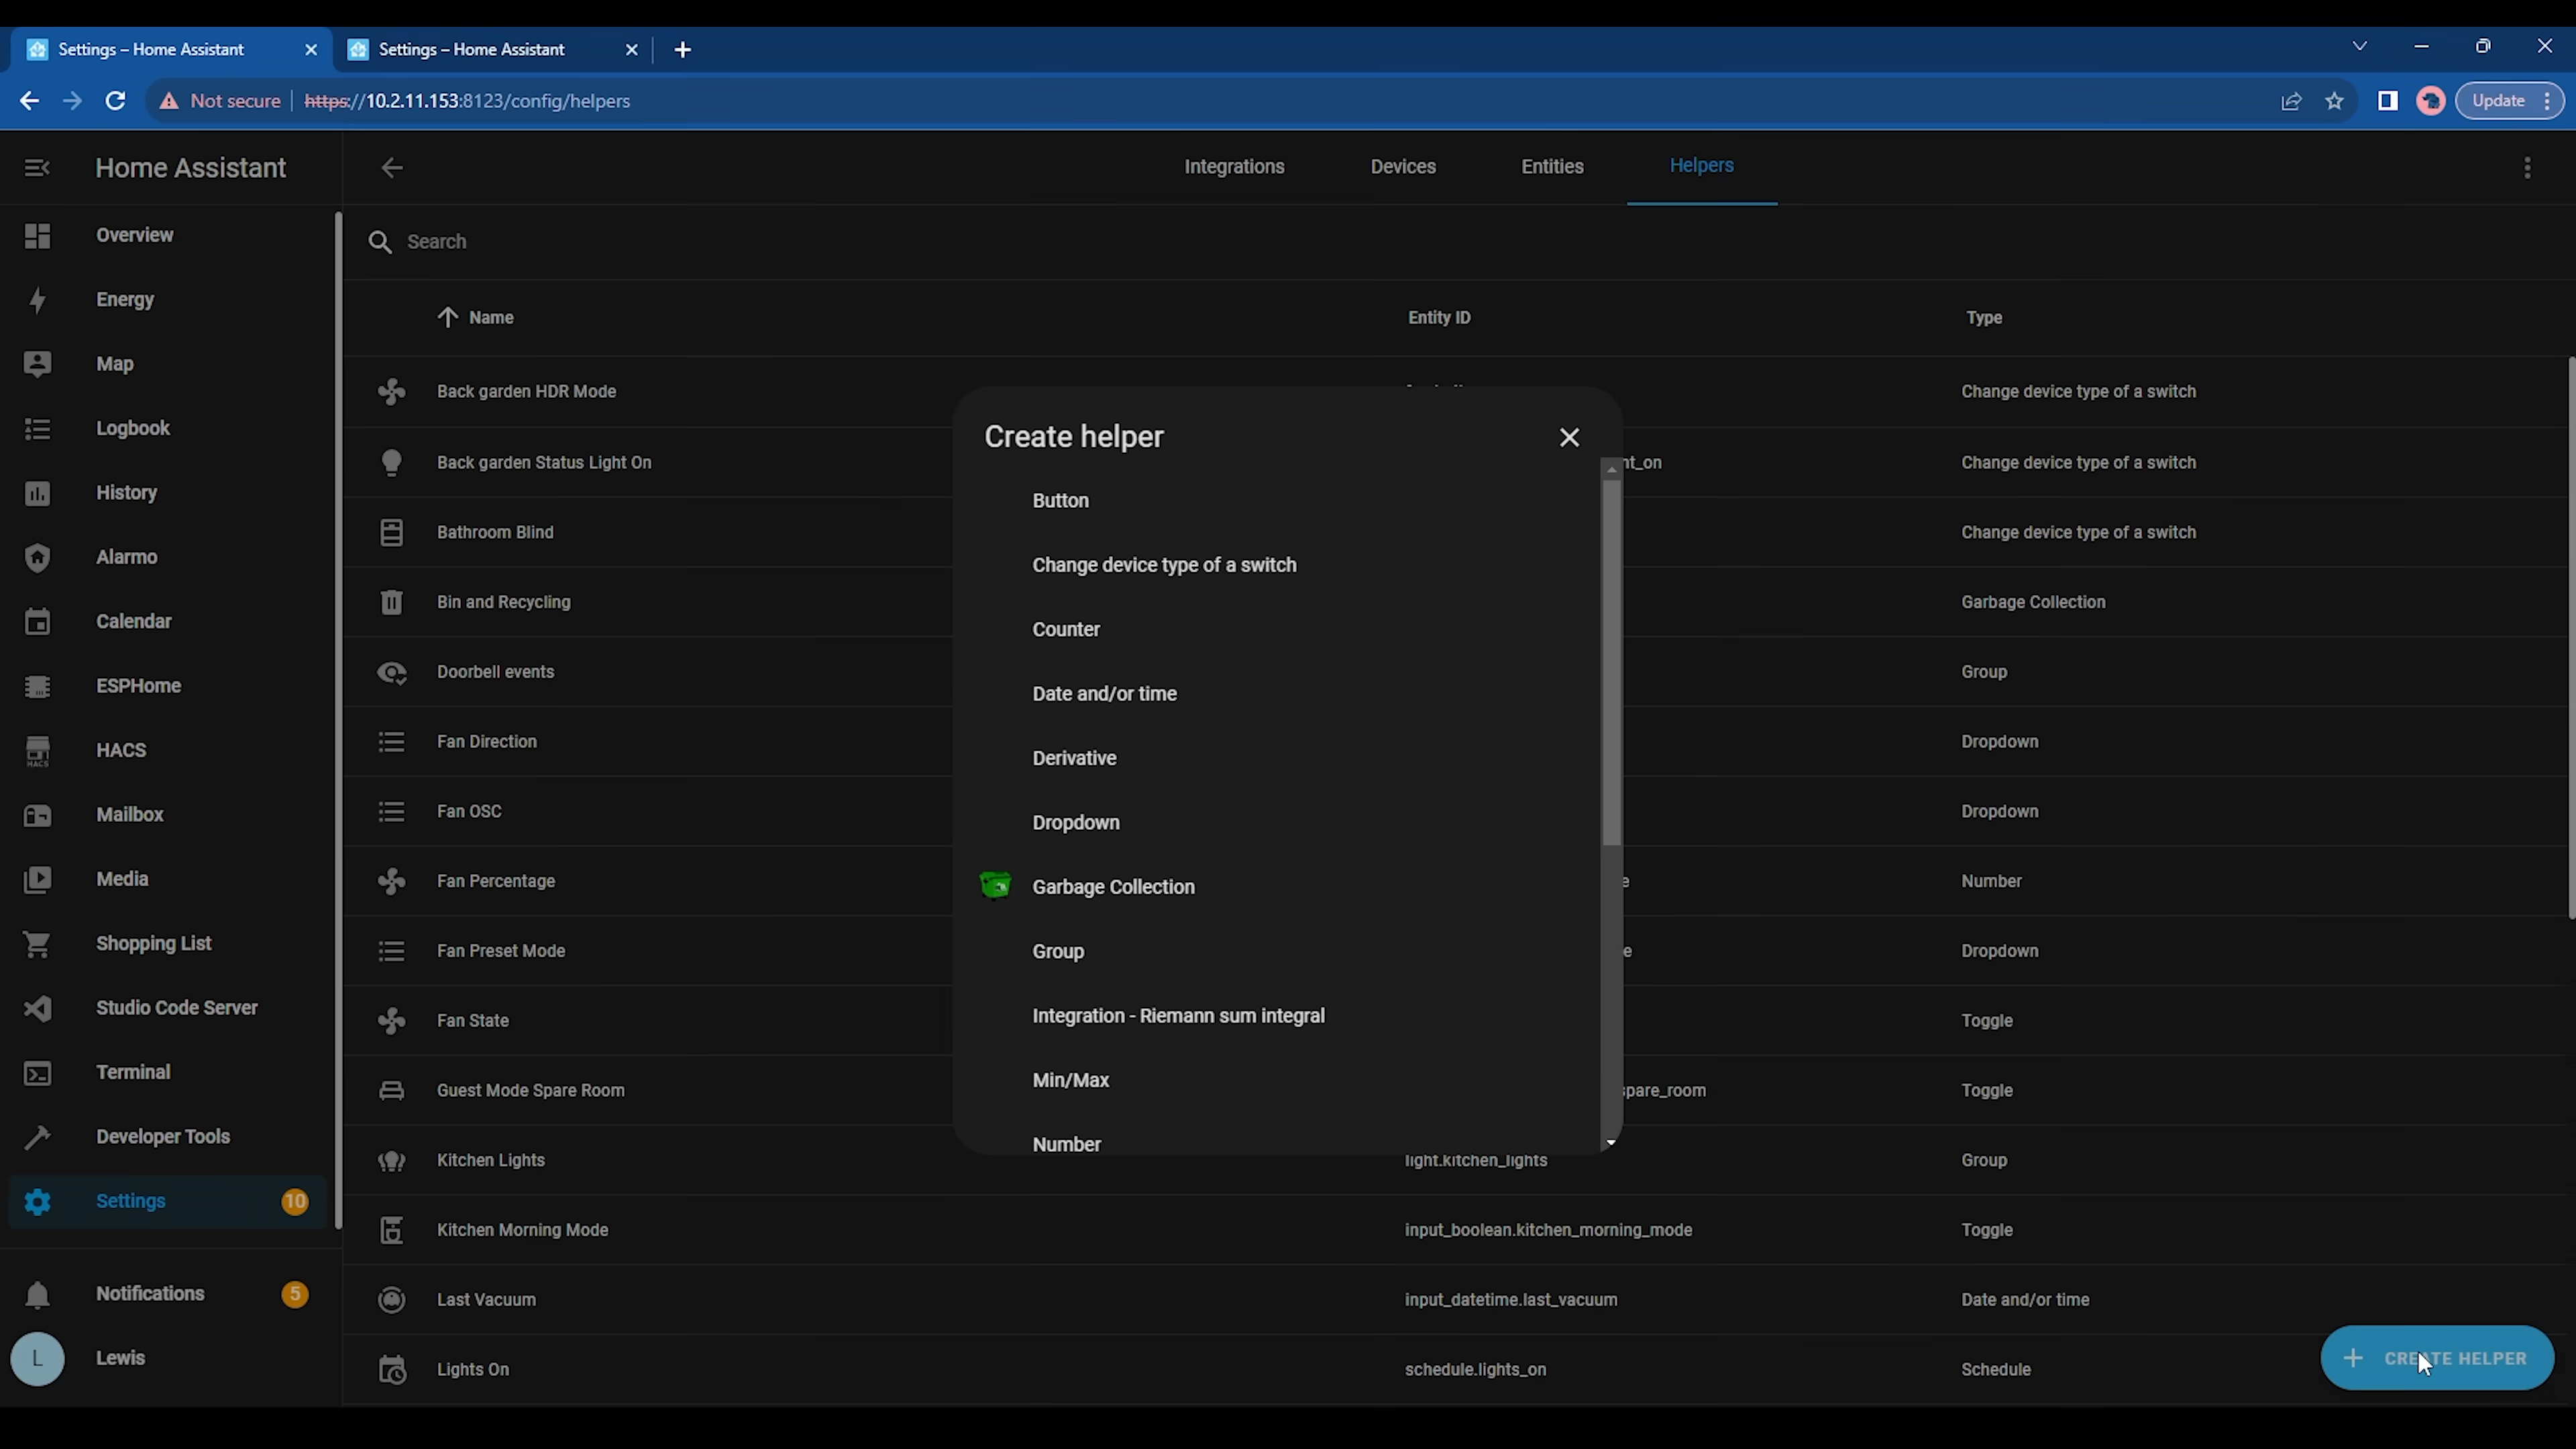 Settings – Home Assistant
Settings – Home Assistant
Not secure
https://10.2.11.153:8123/config/helpers
Update
Home Assistant
Integrations
Devices
Entities
Helpers
Overview
Energy
Map
Logbook
History
Alarmo
Calendar
ESPHome
HACS
HACS
Mailbox
Media
Shopping List
Studio Code Server
Terminal
Developer Tools
Settings
10
Notifications
5
L
Lewis
Search
Name
Entity ID
Type
Back garden HDR Mode
Change device type of a switch
Back garden Status Light On
nt_on
Change device type of a switch
Bathroom Blind
Change device type of a switch
Bin and Recycling
Garbage Collection
Doorbell events
Group
Fan Direction
Dropdown
Fan OSC
Dropdown
Fan Percentage
e
Number
Fan Preset Mode
e
Dropdown
Fan State
Toggle
Guest Mode Spare Room
spare_room
Toggle
Kitchen Lights
light.kitchen_lights
Group
Kitchen Morning Mode
input_boolean.kitchen_morning_mode
Toggle
Last Vacuum
input_datetime.last_vacuum
Date and/or time
Lights On
schedule.lights_on
Schedule
Create helper
Button
Change device type of a switch
Counter
Date and/or time
Derivative
Dropdown
Garbage Collection
Group
Integration - Riemann sum integral
Min/Max
Number
CREATE HELPER